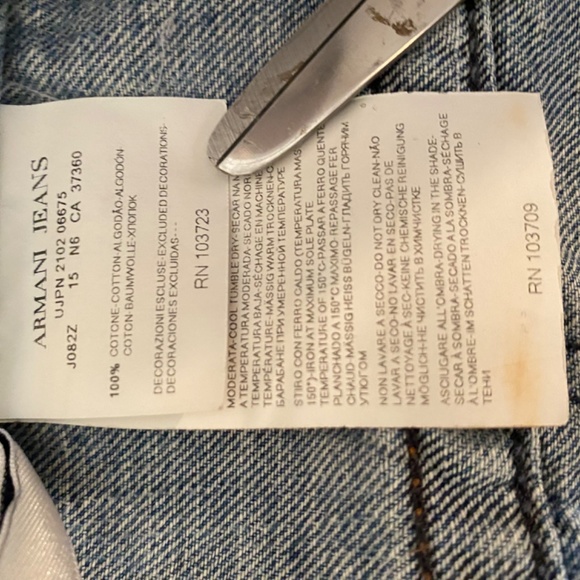 ARMANI JEANS
UJPN 2102 06675
J082Z 15 N6 CA 37360
100% COTONE-COTTON-ALGODÃO-ALGODÓN
COTON-BAUMWOLLE-ХЛОПОК
DECORAZIONI ESCLUSE-EXCLUDED DECORATIONS-
DECORACIONES EXCLUIDAS---
RN 103723
MODERATA-COOL TUMBLE DRY-SECAR NA
A TEMPERATURA MODERADA-SECADO NOR
TEMPERATURA BAJA-SÉCHAGE EN MACHINE
TEMPÉRATURE-MÄSSIG WARM TROCKNEN-
БАРАБАНЕ ПРИ УМЕРЕННОЙ ТЕМПЕРАТУРЕ
STIRO CON FERRO CALDO (TEMPERATURA MAS
150°)-IRON AT MAXIMUM SOLE PLATE
TEMPERATURE OF 150°C-PASSAR A FERRO QUENT
PLANCHADO A 150°C MAXIMO-REPASSAGE FER
CHAUD-MASSIG HEISS BÜGELN-ГЛАДИТЬ ГОРЯЧИМ
УТЮГОМ
NON LAVARE A SECCO-DO NOT DRY CLEAN-NÃO
LAVAR A SECO-NO LAVAR EN SECO-PAS DE
NETTOYAGE À SEC-KEINE CHEMISCHE REINIGUNG
MÖGLICH-НЕ ЧИСТИТЬ В ХИМЧИСТКЕ
ASCIUGARE ALL'OMBRA-DRYING IN THE SHADE-
SECAR À SOMBRA-SECADO A LA SOMBRA-SÉCHAGE
À L'OMBRE-IM SCHATTEN TROCKNEN-СУШИТЬ В
ТЕНИ
RN 103709